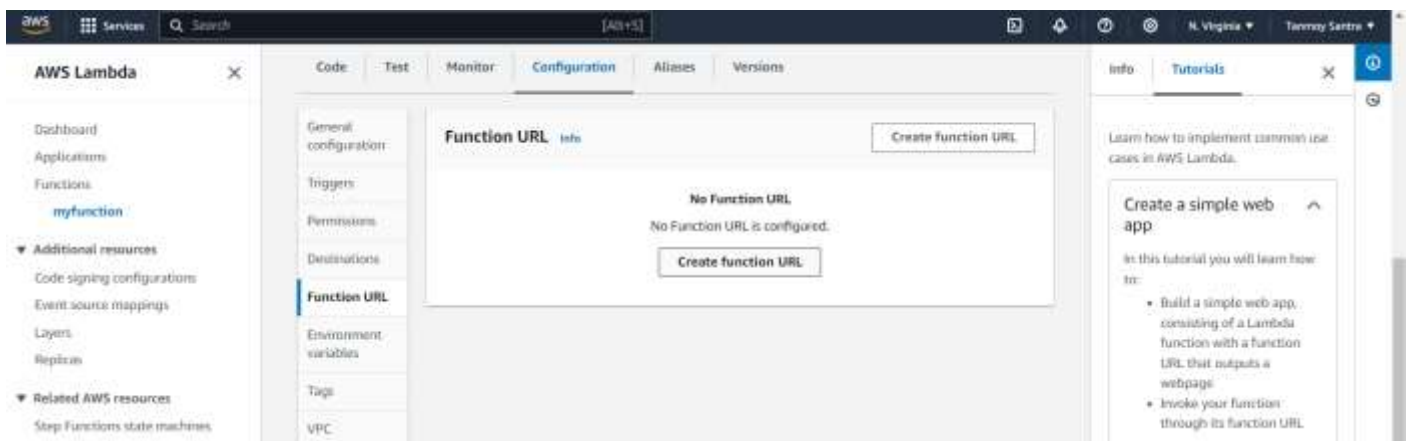 aws
Services
Search
[Alt+S]
N. Virginia
Tanmoy Santra
AWS Lambda
Dashboard
Applications
Functions
myfunction
Additional resources
Code signing configurations
Event source mappings
Layers
Replicas
Related AWS resources
Step Functions state machines
Code
Test
Monitor
Configuration
Aliases
Versions
General
configuration
Triggers
Permissions
Destinations
Function URL
Environment
variables
Tags
VPC
Function URL Info
Create function URL
No Function URL
No Function URL is configured.
Create function URL
Info
Tutorials
Learn how to implement common use
cases in AWS Lambda.
Create a simple web
app
In this tutorial you will learn how
to:
• Build a simple web app,
consisting of a Lambda
function with a function
URL that outputs a
webpage
• Invoke your function
through its function URL